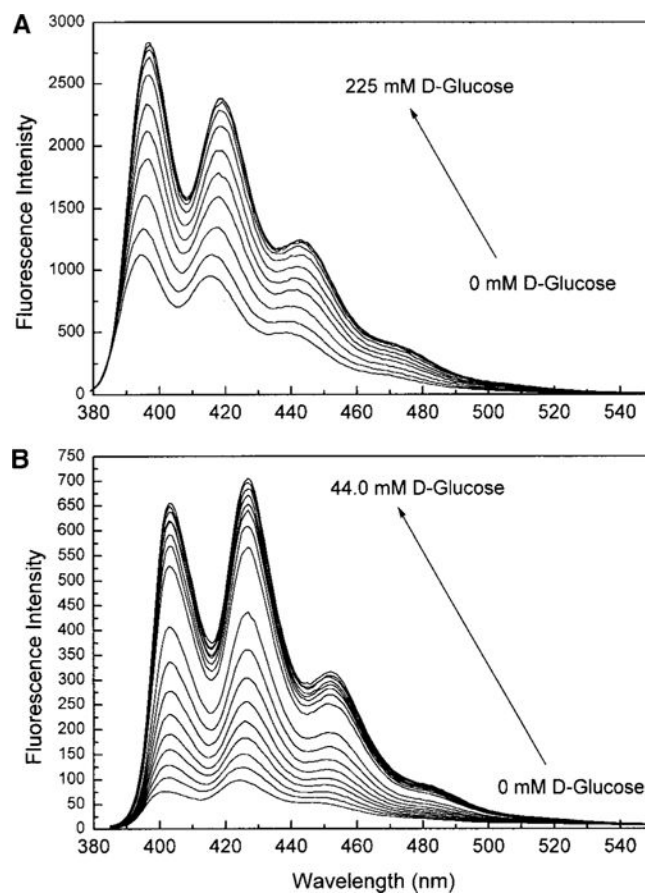 A
3000
2500
2000
1500
1000
500
0
Fluorescence Intenisty
225 mM D-Glucose
0 mM D-Glucose
380 400 420 440 460 480 500 520 540
B
750
700
650
600
550
500
450
400
350
300
250
200
150
100
50
0
Fluorescence Intensity
44.0 mM D-Glucose
0 mM D-Glucose
380 400 420 440 460 480 500 520 540
Wavelength (nm)